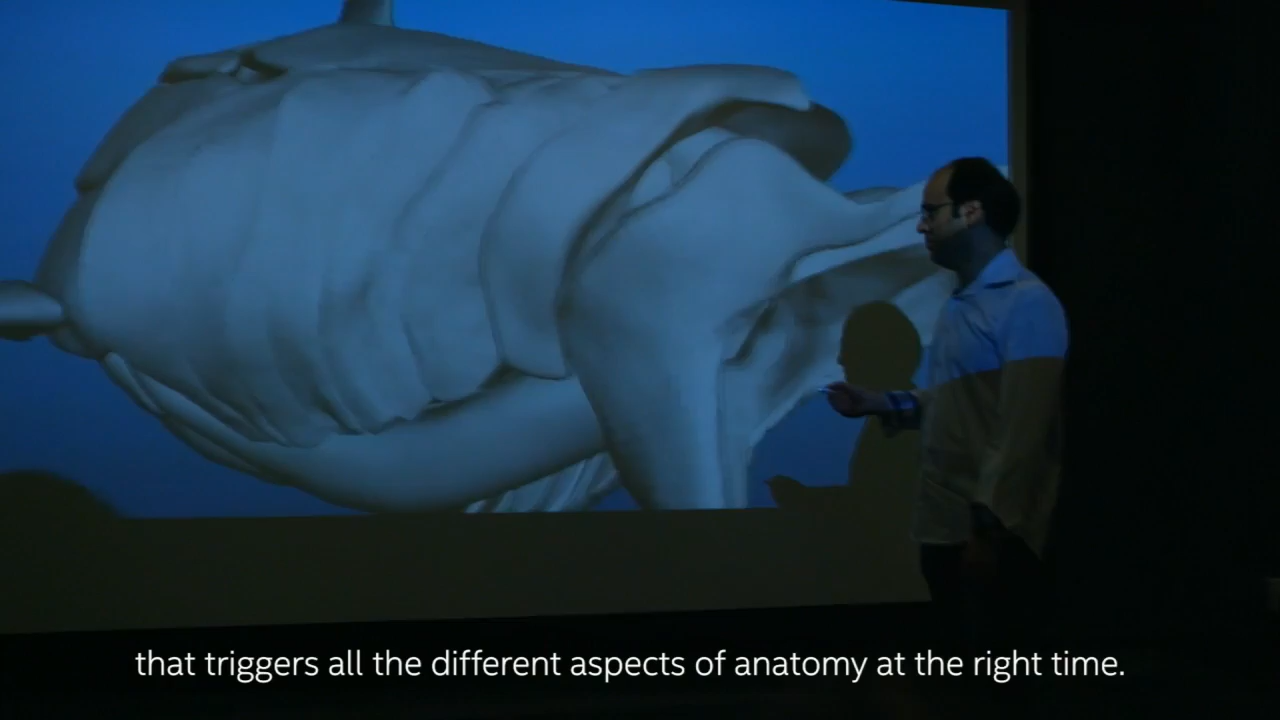 that triggers all the different aspects of anatomy at the right time.